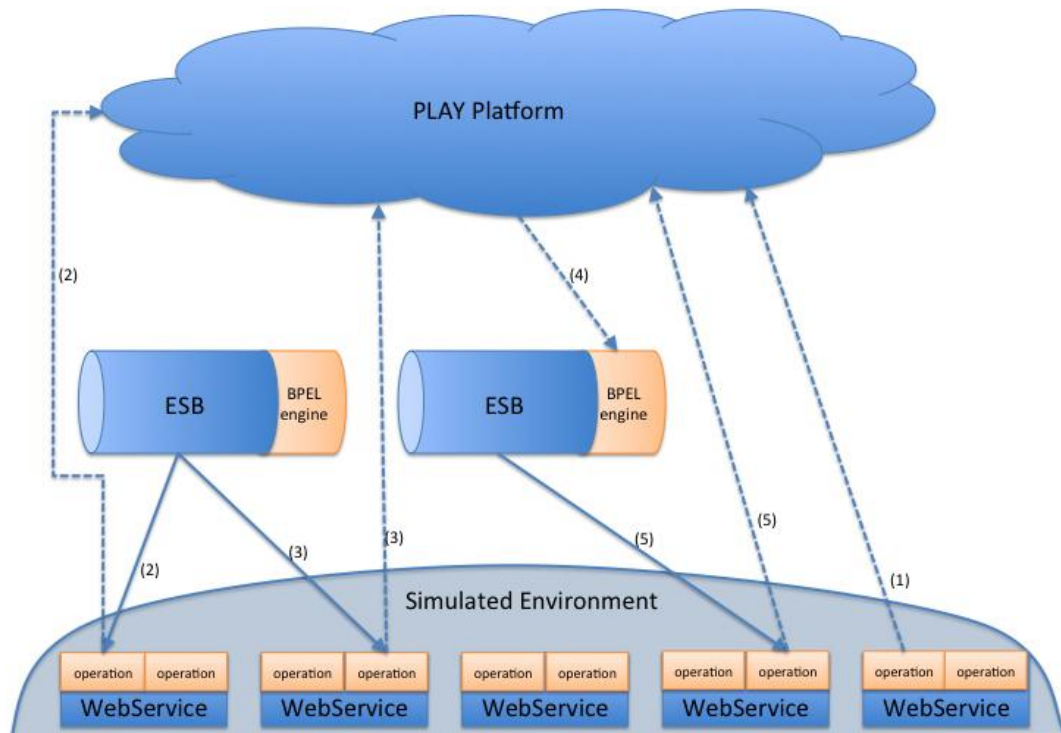 PLAY Platform
(2)
(4)
ESB
BPEL
engine
ESB
BPEL
engine
(2)
(3)
(3)
(5)
(5)
(1)
Simulated Environment
operation operation
WebService
operation operation
WebService
operation operation
WebService
operation operation
WebService
operation operation
WebService